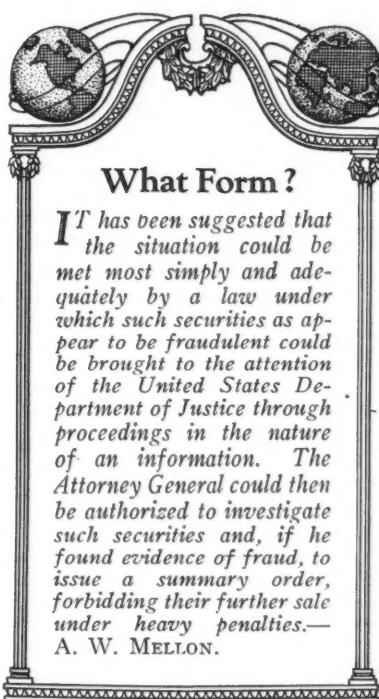 What Form?
IT has been suggested that
the situation could be
met most simply and ade-
quately by a law under
which such securities as ap-
pear to be fraudulent could
be brought to the attention
of the United States De-
partment of Justice through
proceedings in the nature
of an information. The
Attorney General could then
be authorized to investigate
such securities and, if he
found evidence of fraud, to
issue a summary order,
forbidding their further sale
under heavy penalties.—
A. W. MELLON.